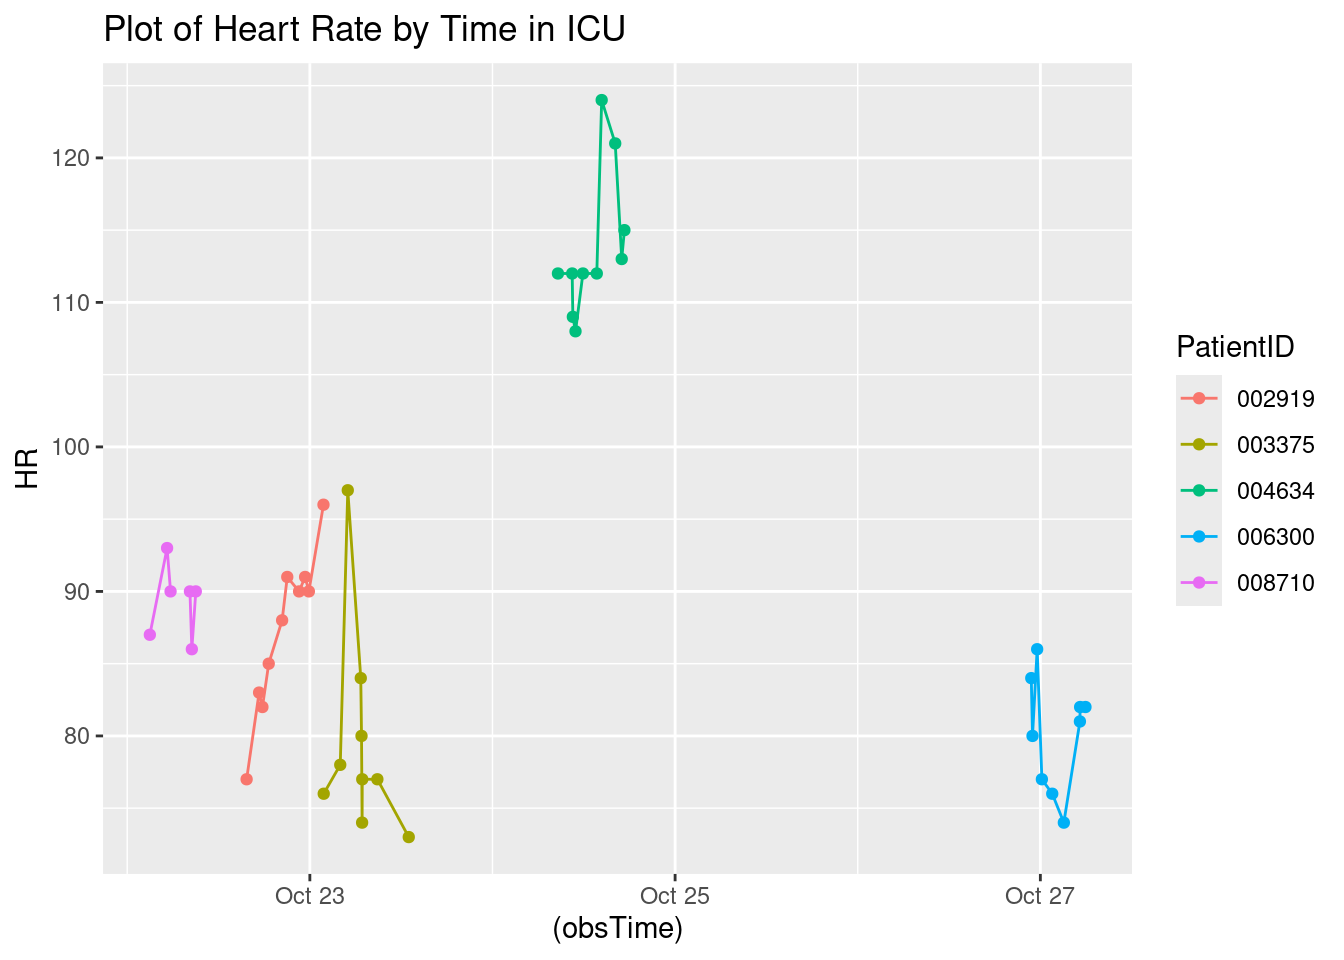 Plot of Heart Rate by Time in ICU
120
110
100
90
80
HR
Oct 23
Oct 25
Oct 27
(obsTime)
PatientID
002919
003375
004634
006300
008710